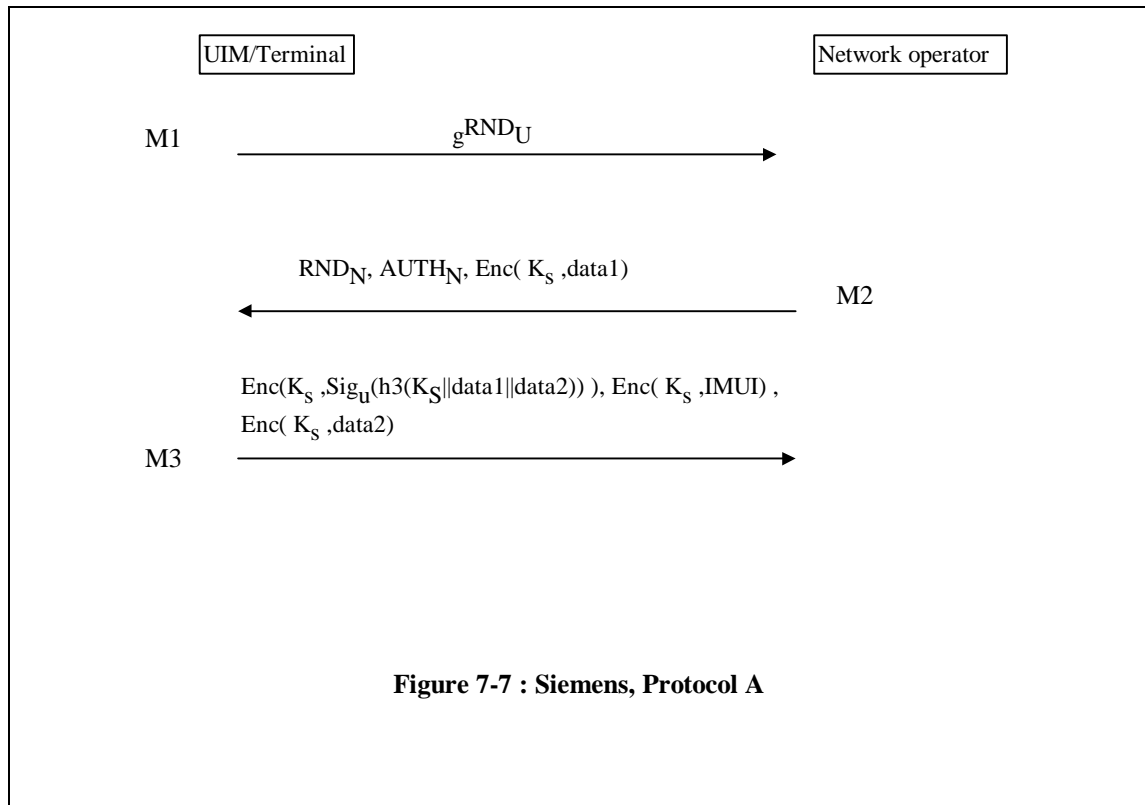 UIM/Terminal
Network operator
M1
gRNDU
RNDN, AUTHN, Enc( Ks ,data1)
M2
Enc(Ks ,Sigu(h3(KS||data1||data2)) ), Enc( Ks ,IMUI) ,
Enc( Ks ,data2)
M3
Figure 7-7 : Siemens, Protocol A